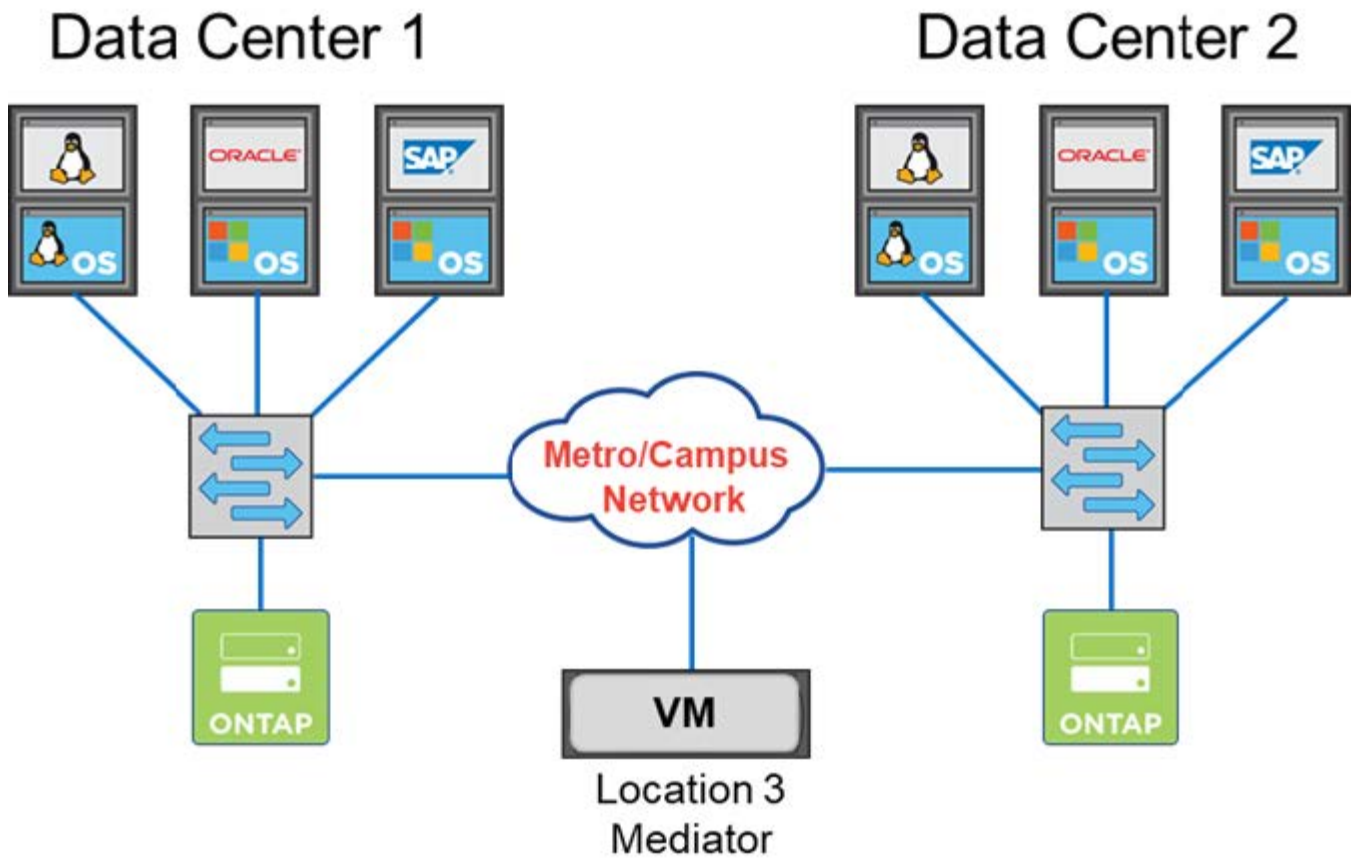 Data Center 1
Data Center 2
ORACLE
SAP
ORACLE
SAP
OS
OS
OS
OS
OS
OS
Metro/Campus
Network
ONTAP
VM
ONTAP
Location 3
Mediator